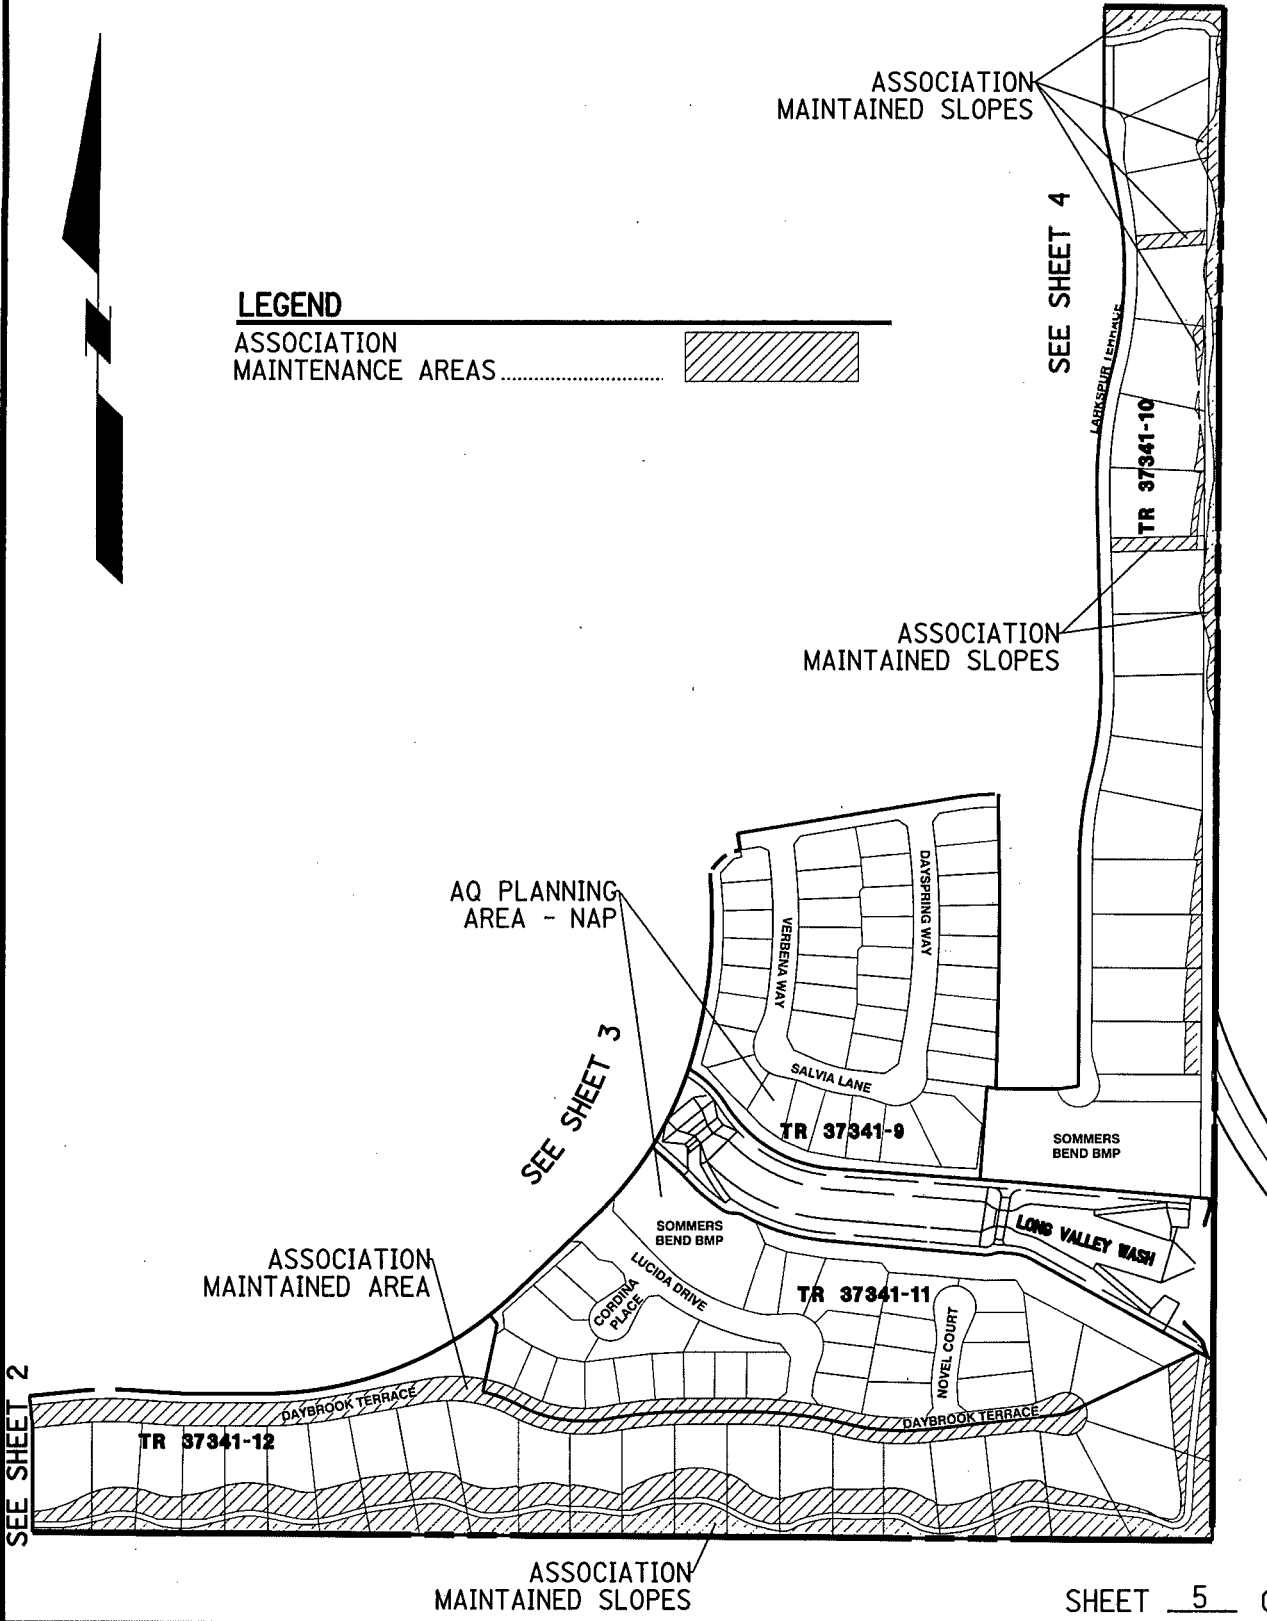 ASSOCIATION
MAINTAINED SLOPES
SEE SHEET 4
LEGEND
ASSOCIATION
MAINTENANCE AREAS
LARKSPUR TERRACE
TR 37341-10
ASSOCIATION
MAINTAINED SLOPES
AQ PLANNING
AREA - NAP
VERBENA WAY
DAYSPRING WAY
SEE SHEET 3
SALVIA LANE
TR 37341-9
SOMMERS
BEND BMP
SOMMERS
BEND BMP
LONG VALLEY WASH
ASSOCIATION
MAINTAINED AREA
LUCIDA DRIVE
CORDINA
PLACE
TR 37341-11
NOVEL COURT
SEE SHEET 2
DAYBROOK TERRACE
DAYBROOK TERRACE
TR 37341-12
ASSOCIATION
MAINTAINED SLOPES
SHEET 5